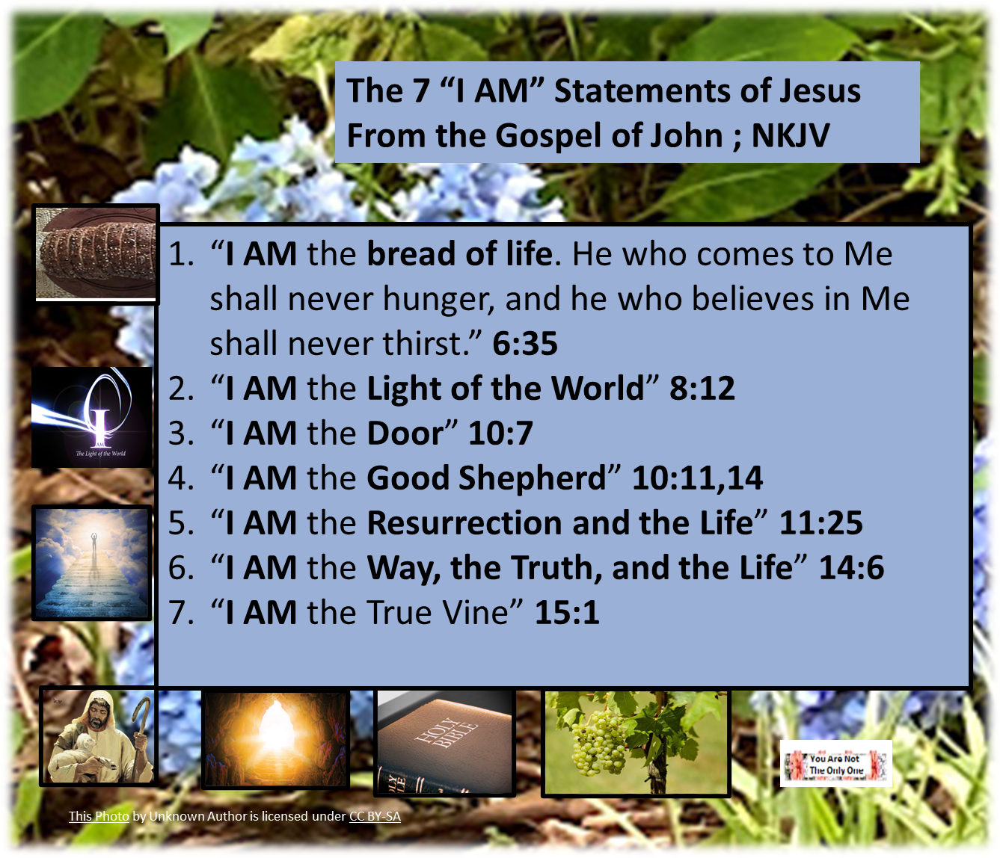 The 7 “I AM” Statements of Jesus
From the Gospel of John ; NKJV
1. “I AM the bread of life. He who comes to Me
shall never hunger, and he who believes in Me
shall never thirst.” 6:35
2. “I AM the Light of the World” 8:12
3. “I AM the Door” 10:7
4. “I AM the Good Shepherd” 10:11,14
5. “I AM the Resurrection and the Life” 11:25
6. “I AM the Way, the Truth, and the Life” 14:6
7. “I AM the True Vine” 15:1
I
AM
The Light of the World
HOLY
BIBLE
HOLY
BIBLE
You Are Not
The Only One
This Photo by Unknown Author is licensed under CC BY-SA